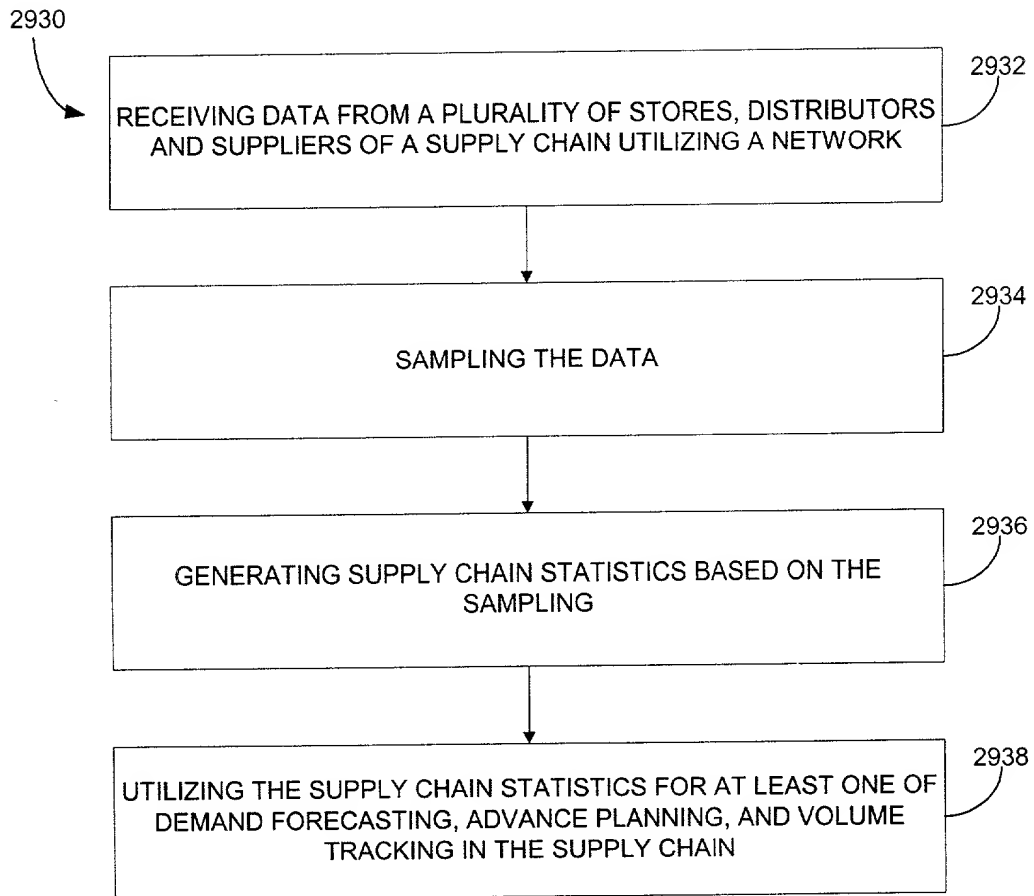 2930
2932
RECEIVING DATA FROM A PLURALITY OF STORES, DISTRIBUTORS
AND SUPPLIERS OF A SUPPLY CHAIN UTILIZING A NETWORK
2934
SAMPLING THE DATA
2936
GENERATING SUPPLY CHAIN STATISTICS BASED ON THE
SAMPLING
2938
UTILIZING THE SUPPLY CHAIN STATISTICS FOR AT LEAST ONE OF
DEMAND FORECASTING, ADVANCE PLANNING, AND VOLUME
TRACKING IN THE SUPPLY CHAIN